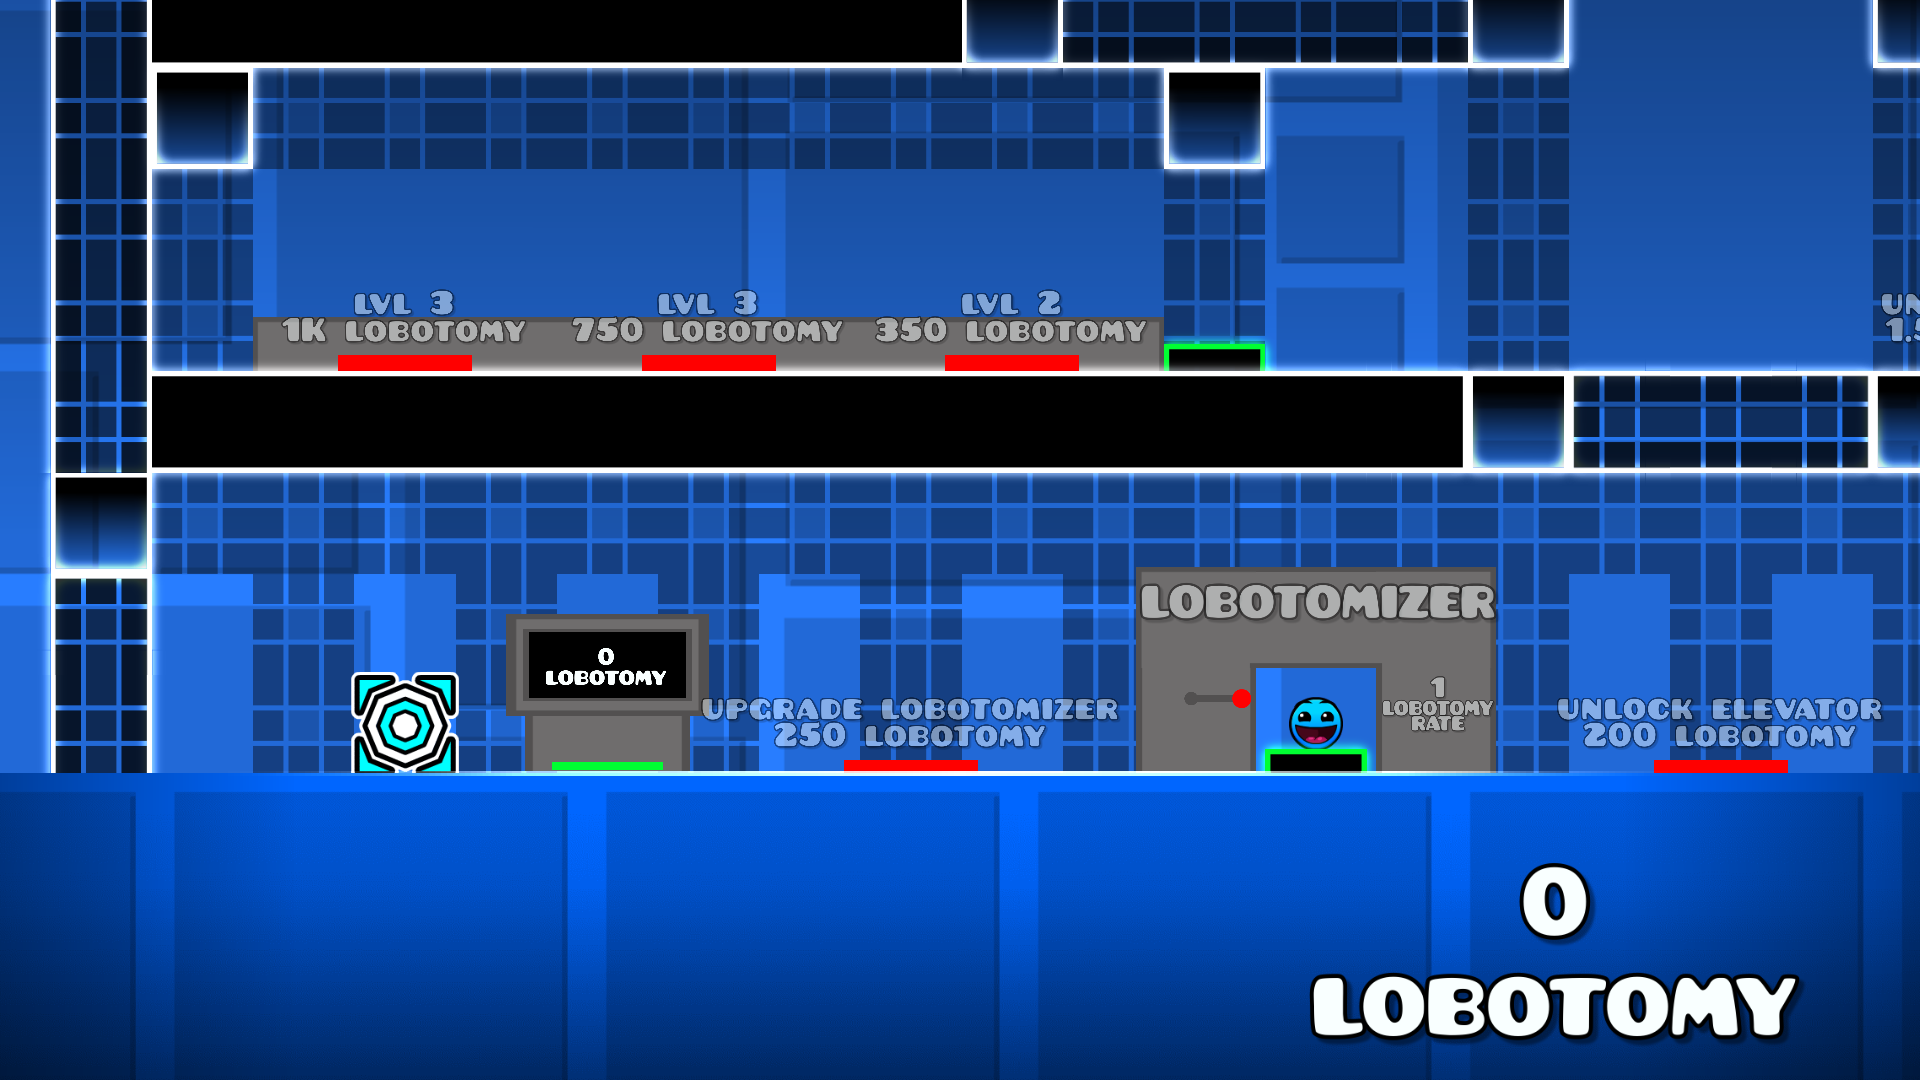 LVL 3
1K LOBOTOMY
LVL 3
750 LOBOTOMY
LVL 2
350 LOBOTOMY
LOBOTOMIZER
0
LOBOTOMY
UPGRADE LOBOTOMIZER
250 LOBOTOMY
1
LOBOTOMY
RATE
UNLOCK ELEVATOR
200 LOBOTOMY
0
LOBOTOMY